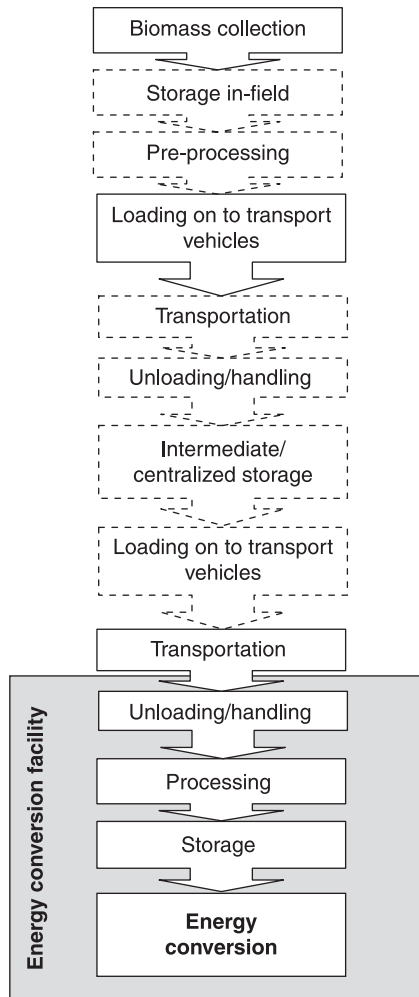 Biomass collection
Storage in-field
Pre-processing
Loading on to transport
vehicles
Transportation
Unloading/handling
Intermediate/
centralized storage
Loading on to transport
vehicles
Transportation
Energy conversion facility
Unloading/handling
Processing
Storage
Energy
conversion